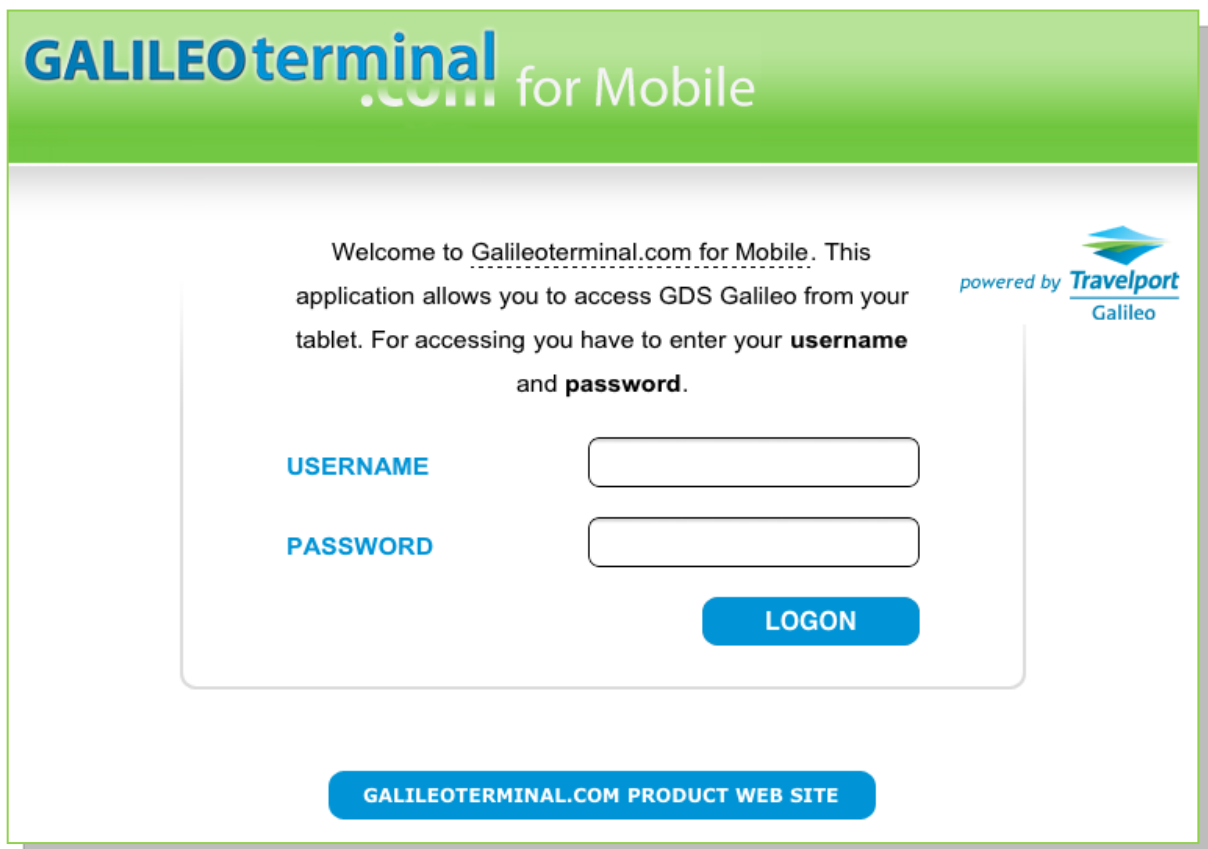 GALILEOterminal
.com for Mobile
Welcome to Galileoterminal.com for Mobile. This
application allows you to access GDS Galileo from your
tablet. For accessing you have to enter your username
and password.
powered by Travelport
Galileo
USERNAME
PASSWORD
LOGON
GALILEOTERMINAL.COM PRODUCT WEB SITE